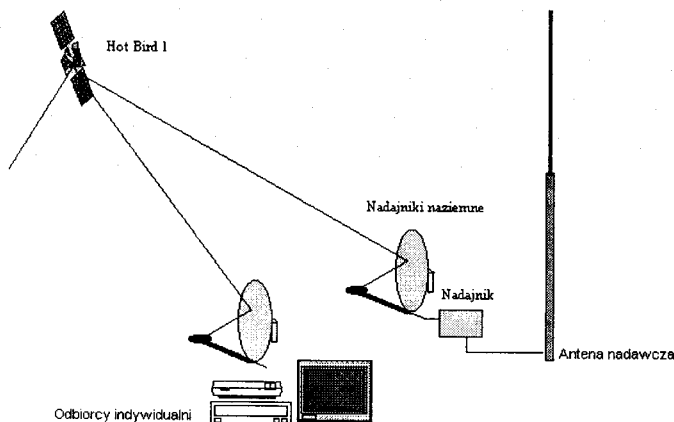 Hot Bird 1
Nadajniki naziemne
Nadajnik
Antena nadawcza
Odbiorcy indywidualni